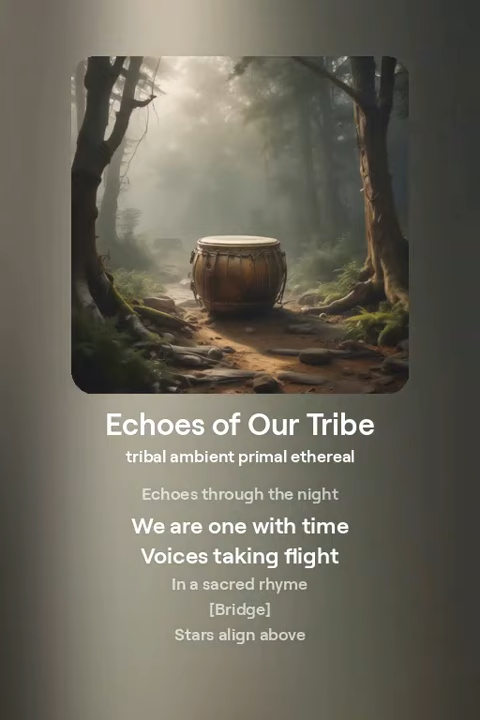 Echoes of Our Tribe
tribal ambient primal ethereal
Echoes through the night
We are one with time
Voices taking flight
In a sacred rhyme
[Bridge]
Stars align above